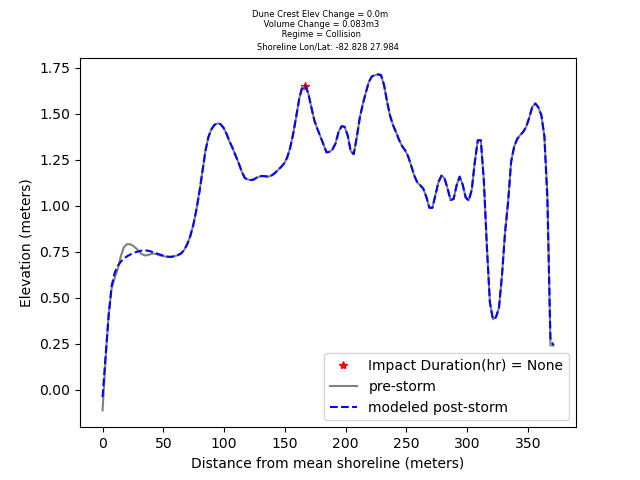 Dune Crest Elev Change = 0.0m
Volume Change = 0.083m3
Regime = Collision
Shoreline Lon/Lat: -82.828 27.984
1.75
1.50
1.25
1.00
0.75
0.50
0.25
0.00
Elevation (meters)
Impact Duration(hr) = None
pre-storm
modeled post-storm
0 50 100 150 200 250 300 350
Distance from mean shoreline (meters)